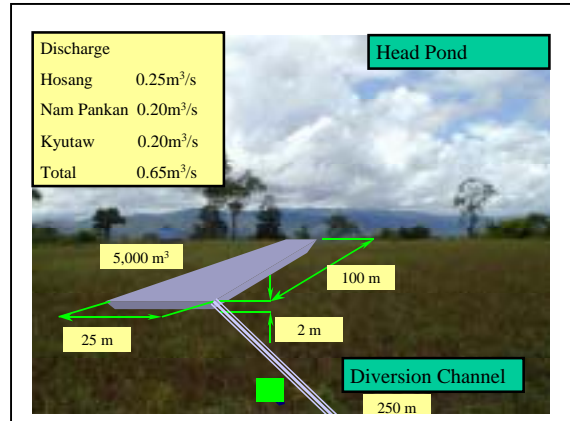 Discharge
Hosang 0.25m³/s
Nam Pankan 0.20m³/s
Kyutaw 0.20m³/s
Total 0.65m³/s
Head Pond
5,000 m³
100 m
25 m
2 m
Diversion Channel
250 m